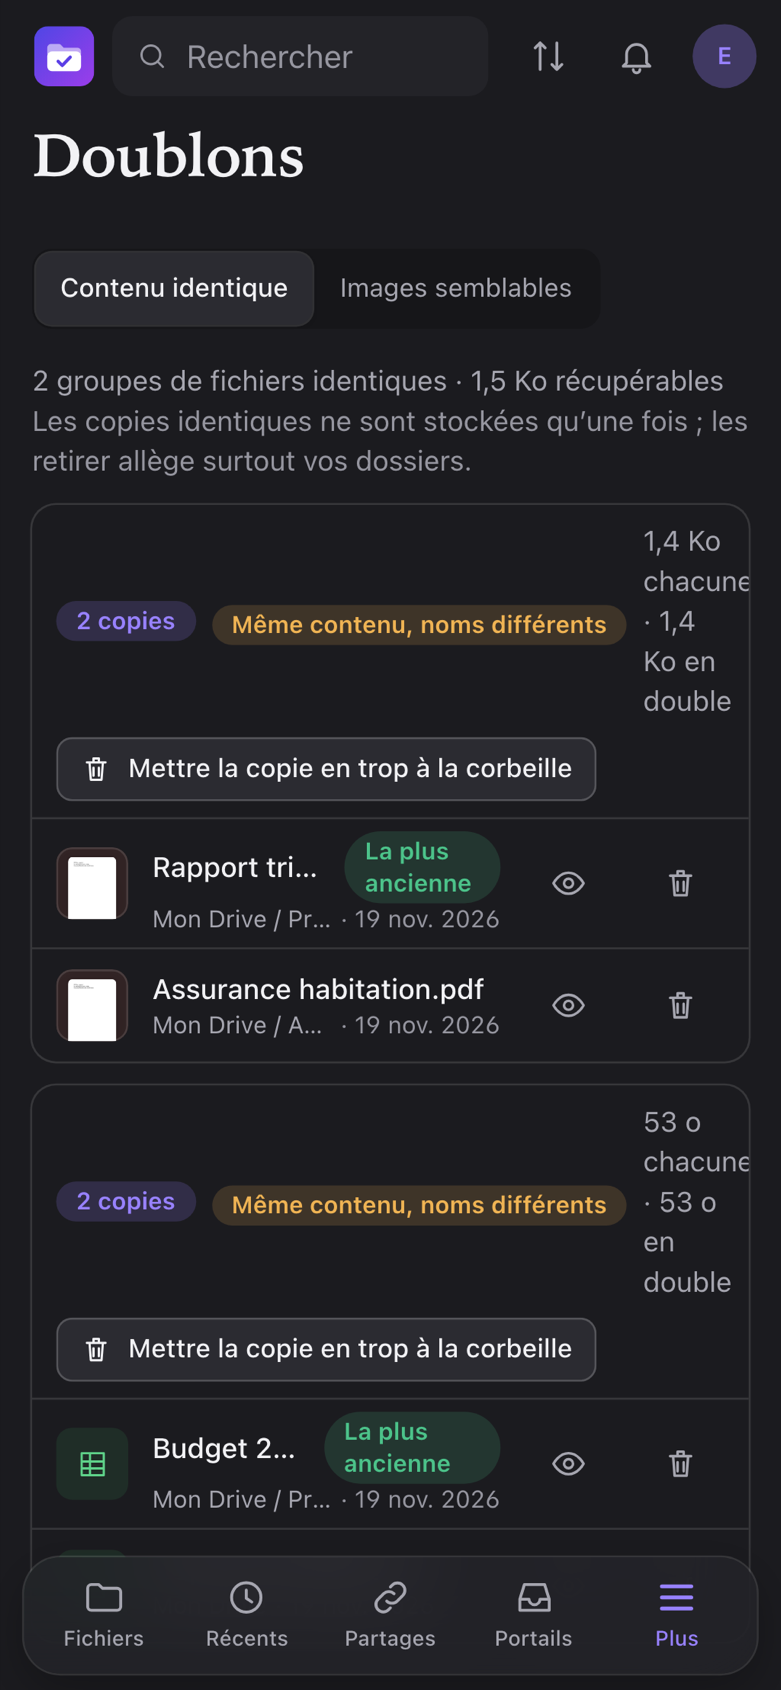 Rechercher
E
Doublons
Contenu identique
Images semblables
2 groupes de fichiers identiques · 1,5 Ko récupérables
Les copies identiques ne sont stockées qu’une fois ; les
retirer allège surtout vos dossiers.
2 copies
Même contenu, noms différents
1,4 Ko
chacune
· 1,4
Ko en
double
Mettre la copie en trop à la corbeille
Rapport tri...
La plus
ancienne
Mon Drive / Pr... · 19 nov. 2026
Assurance habitation.pdf
Mon Drive / A... · 19 nov. 2026
2 copies
Même contenu, noms différents
53 o
chacune
· 53 o
en
double
Mettre la copie en trop à la corbeille
Budget 2...
La plus
ancienne
Mon Drive / Pr... · 19 nov. 2026
Fichiers
Récents
Partages
Portails
Plus